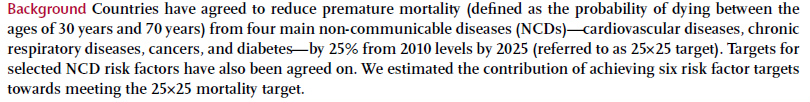 Background Countries have agreed to reduce premature mortality (defined as the probability of dying between the
ages of 30 years and 70 years) from four main non-communicable diseases (NCDs)—cardiovascular diseases, chronic
respiratory diseases, cancers, and diabetes—by 25% from 2010 levels by 2025 (referred to as 25×25 target). Targets for
selected NCD risk factors have also been agreed on. We estimated the contribution of achieving six risk factor targets
towards meeting the 25×25 mortality target.